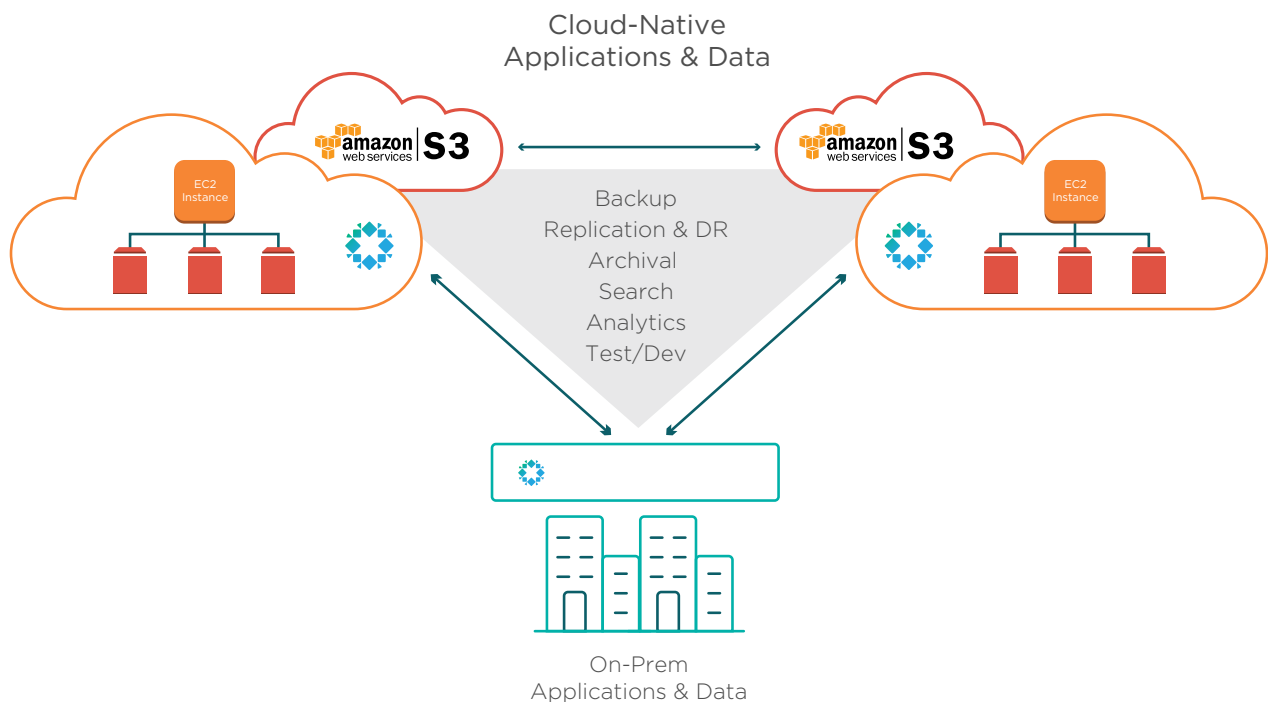 Cloud-Native
Applications & Data
amazon
web services
S3
amazon
web services
S3
EC2
Instance
EC2
Instance
Backup
Replication & DR
Archival
Search
Analytics
Test/Dev
On-Prem
Applications & Data